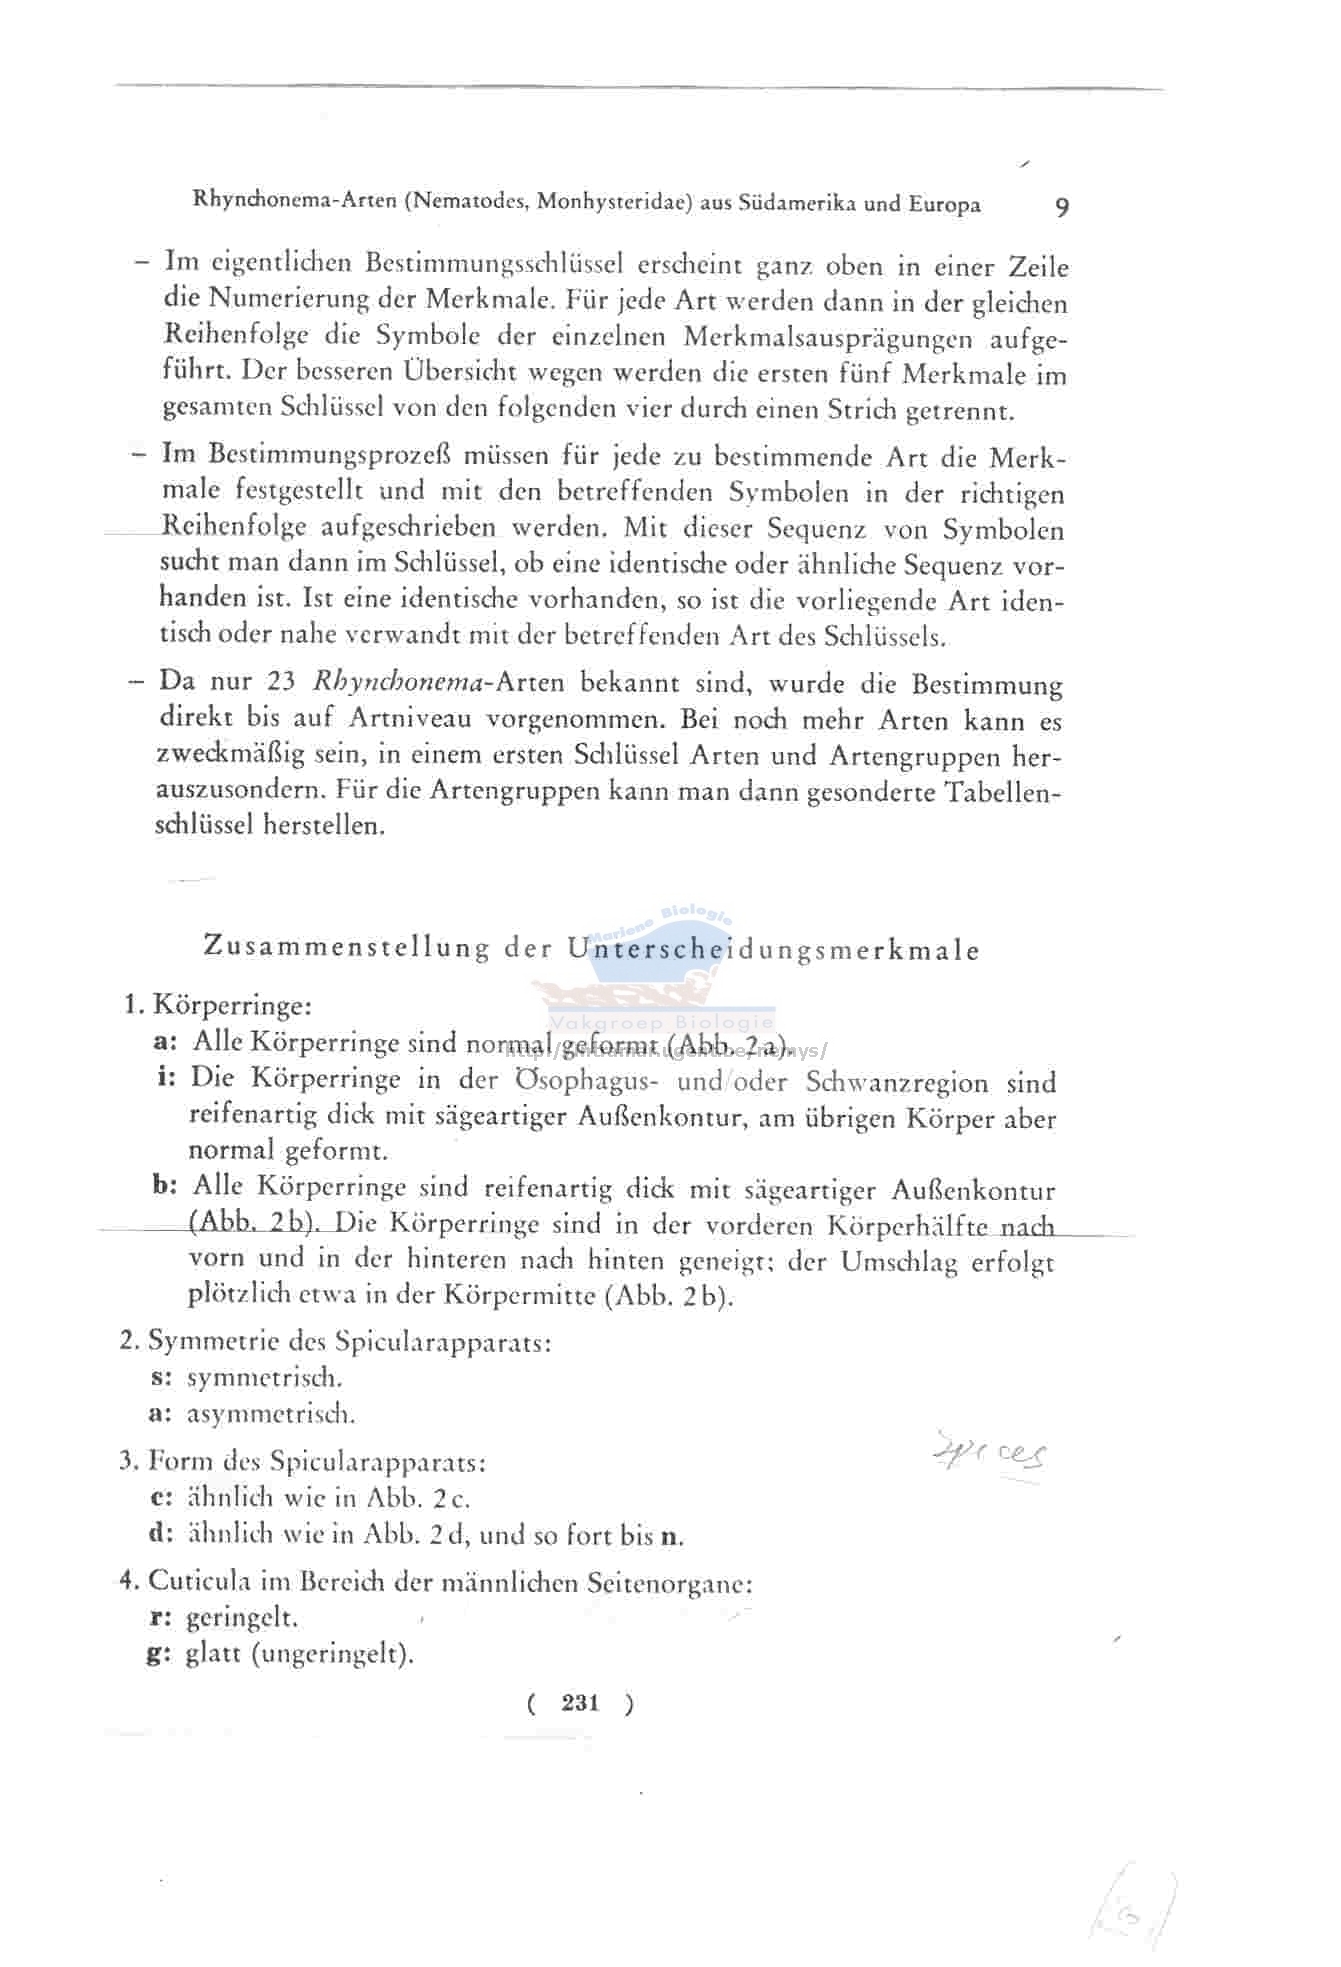 Rhynchonema-Arten (Nematodes, Monhysteridae) aus Südamerika und Europa 9
– Im eigentlichen Bestimmungsschlüssel erscheint ganz oben in einer Zeile
die Numerierung der Merkmale. Für jede Art werden dann in der gleichen
Reihenfolge die Symbole der einzelnen Merkmalsausprägungen aufge-
führt. Der besseren Übersicht wegen werden die ersten fünf Merkmale im
gesamten Schlüssel von den folgenden vier durch einen Strich getrennt.
– Im Bestimmungsprozeß müssen für jede zu bestimmende Art die Merk-
male festgestellt und mit den betreffenden Symbolen in der richtigen
Reihenfolge aufgeschrieben werden. Mit dieser Sequenz von Symbolen
sucht man dann im Schlüssel, ob eine identische oder ähnliche Sequenz vor-
handen ist. Ist eine identische vorhanden, so ist die vorliegende Art iden-
tisch oder nahe verwandt mit der betreffenden Art des Schlüssels.
– Da nur 23 Rhynchonema-Arten bekannt sind, wurde die Bestimmung
direkt bis auf Artniveau vorgenommen. Bei noch mehr Arten kann es
zweckmäßig sein, in einem ersten Schlüssel Arten und Artengruppen her-
auszusondern. Für die Artengruppen kann man dann gesonderte Tabellen-
schlüssel herstellen.
Mariene Biologie
Zusammenstellung der Unterscheidungsmerkmale
Vakgroep Biologie
1. Körperringe:
a: Alle Körperringe sind normal geformt (Abb. 2a).
i: Die Körperringe in der Ösophagus- und/oder Schwanzregion sind
reifenartig dick mit sägeartiger Außenkontur, am übrigen Körper aber
normal geformt.
b: Alle Körperringe sind reifenartig dick mit sägeartiger Außenkontur
(Abb. 2b). Die Körperringe sind in der vorderen Körperhälfte nach
vorn und in der hinteren nach hinten geneigt; der Umschlag erfolgt
plötzlich etwa in der Körpermitte (Abb. 2b).
2. Symmetrie des Spicularapparats:
s: symmetrisch.
a: asymmetrisch.
3. Form des Spicularapparats:
c: ähnlich wie in Abb. 2c.
d: ähnlich wie in Abb. 2d, und so fort bis n.
4. Cuticula im Bereich der männlichen Seitenorgane:
r: geringelt.
g: glatt (ungeringelt).
( 231 )